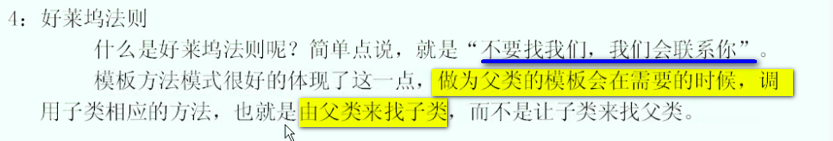 4：好莱坞法则
什么是好莱坞法则呢？简单点说，就是“不要找我们，我们会联系你”。
模板方法模式很好的体现了这一点，做为父类的模板会在需要的时候，调
用子类相应的方法，也就是由父类来找子类，而不是让子类来找父类。